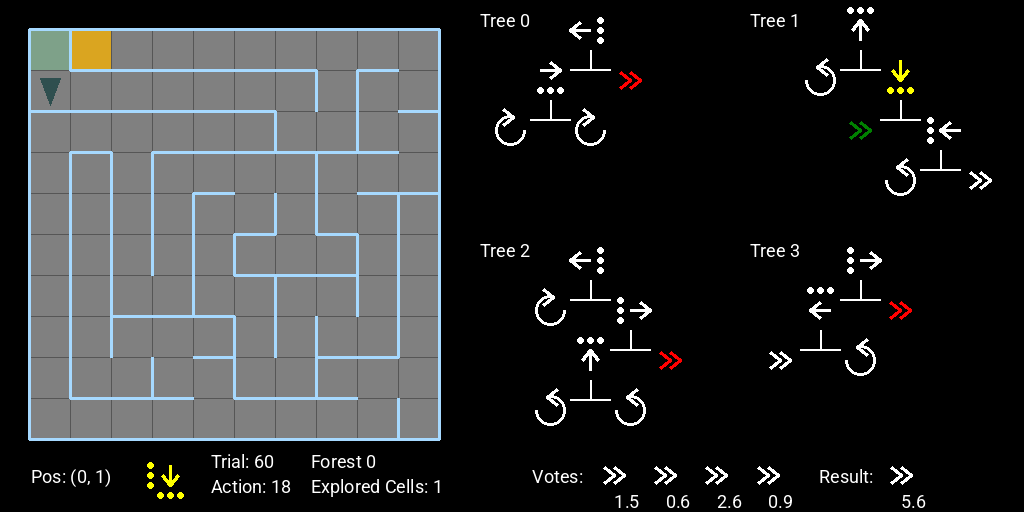 Tree 0
Tree 1
Tree 2
Tree 3
Pos: (0, 1)
Trial: 60
Forest 0
Action: 18
Explored Cells: 1
Votes:
1.5
0.6
2.6
0.9
Result:
5.6